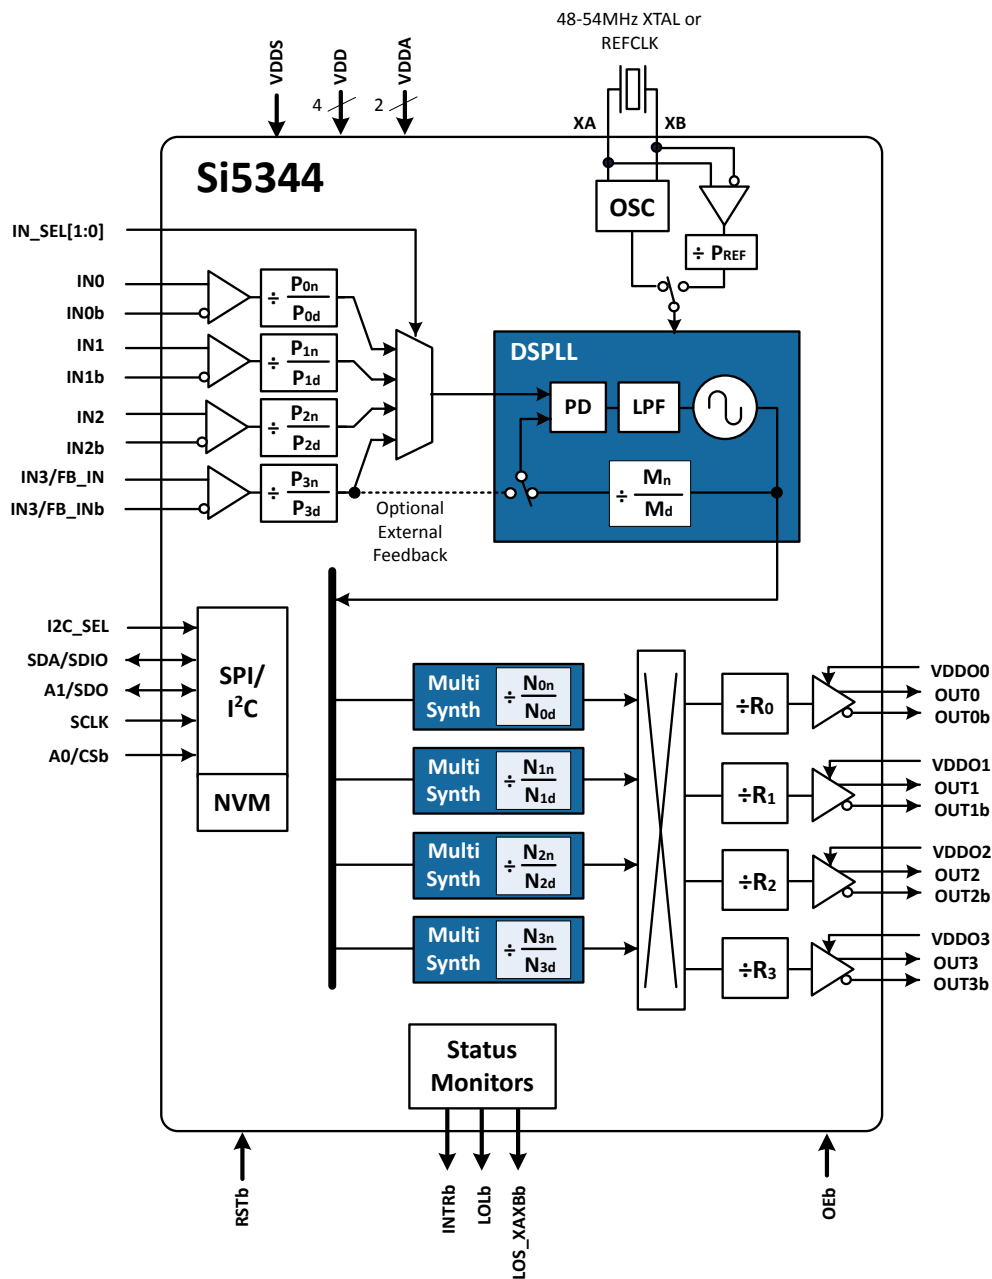 48-54MHz XTAL or
REFCLK
VDDS
VDD
VDDA
4
2
XA
XB
Si5344
OSC
÷ PREF
IN_SEL[1:0]
IN0
IN0b
÷ P0n
P0d
IN1
IN1b
÷ P1n
P1d
IN2
IN2b
÷ P2n
P2d
IN3/FB_IN
IN3/FB_INb
÷ P3n
P3d
DSPLL
PD
LPF
÷ Mn
Md
Optional
External
Feedback
I2C_SEL
SDA/SDIO
A1/SDO
SCLK
A0/CSb
SPI/
I²C
NVM
Multi
Synth
÷ N0n
N0d
Multi
Synth
÷ N1n
N1d
Multi
Synth
÷ N2n
N2d
Multi
Synth
÷ N3n
N3d
÷R0
÷R1
÷R2
÷R3
VDDO0
OUT0
OUT0b
VDDO1
OUT1
OUT1b
VDDO2
OUT2
OUT2b
VDDO3
OUT3
OUT3b
Status
Monitors
RSTb
INTRb
LOLb
LOS_XAXBb
OEb